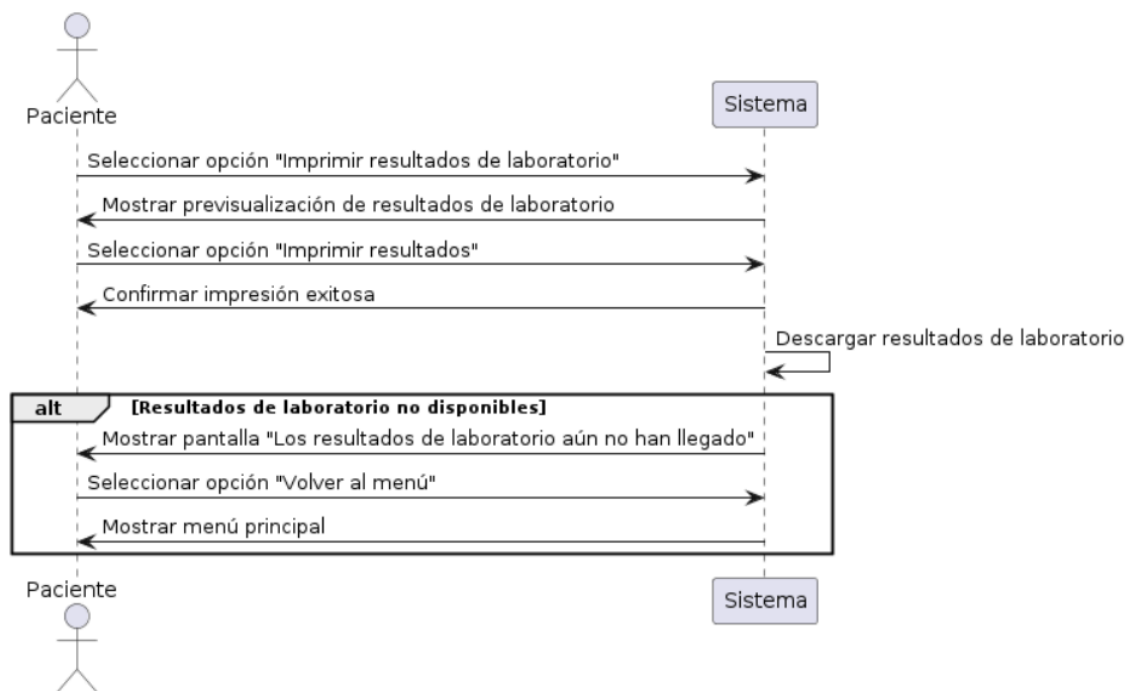 Paciente
Sistema
Seleccionar opción "Imprimir resultados de laboratorio"
Mostrar previsualización de resultados de laboratorio
Seleccionar opción "Imprimir resultados"
Confirmar impresión exitosa
Descargar resultados de laboratorio
alt [Resultados de laboratorio no disponibles]
Mostrar pantalla "Los resultados de laboratorio aún no han llegado"
Seleccionar opción "Volver al menú"
Mostrar menú principal
Paciente
Sistema